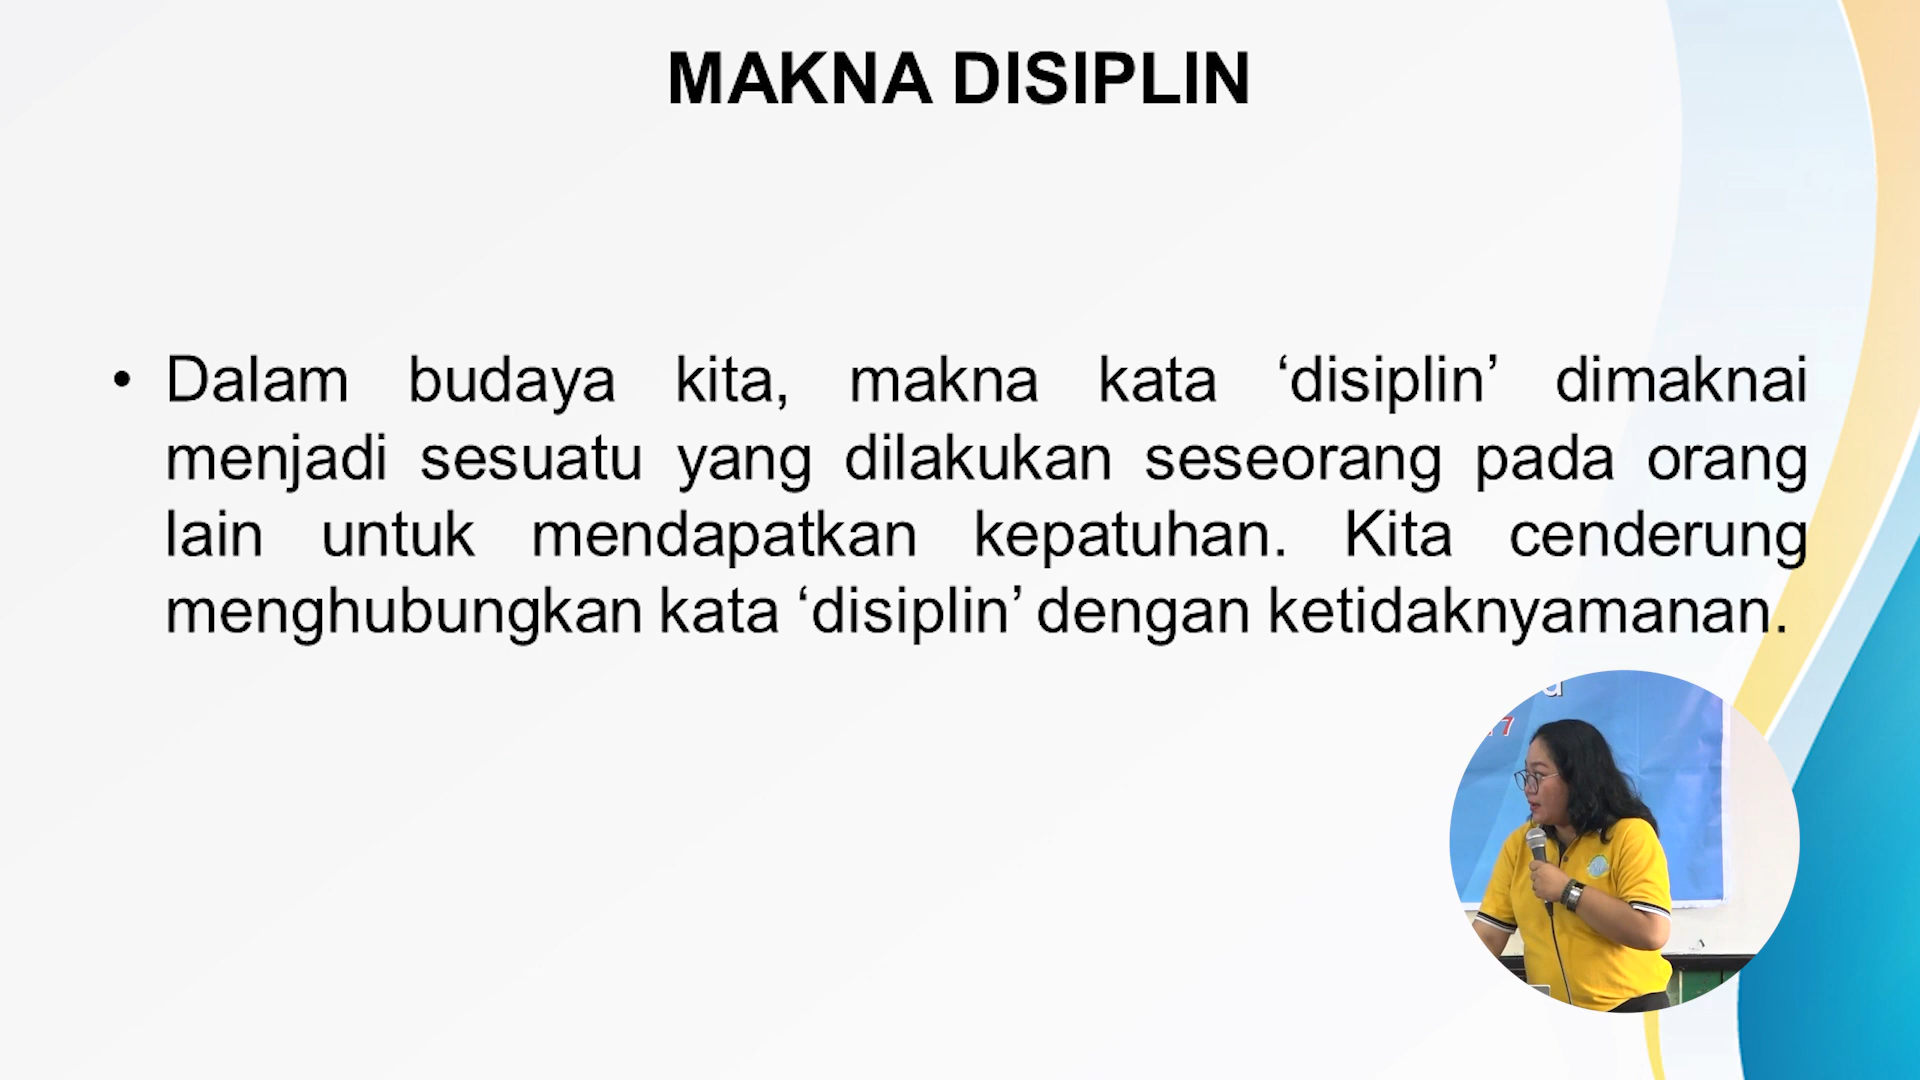 MAKNA DISIPLIN
• Dalam budaya kita, makna kata ‘disiplin’ dimaknai
menjadi sesuatu yang dilakukan seseorang pada orang
lain untuk mendapatkan kepatuhan. Kita cenderung
menghubungkan kata ‘disiplin’ dengan ketidaknyamanan.